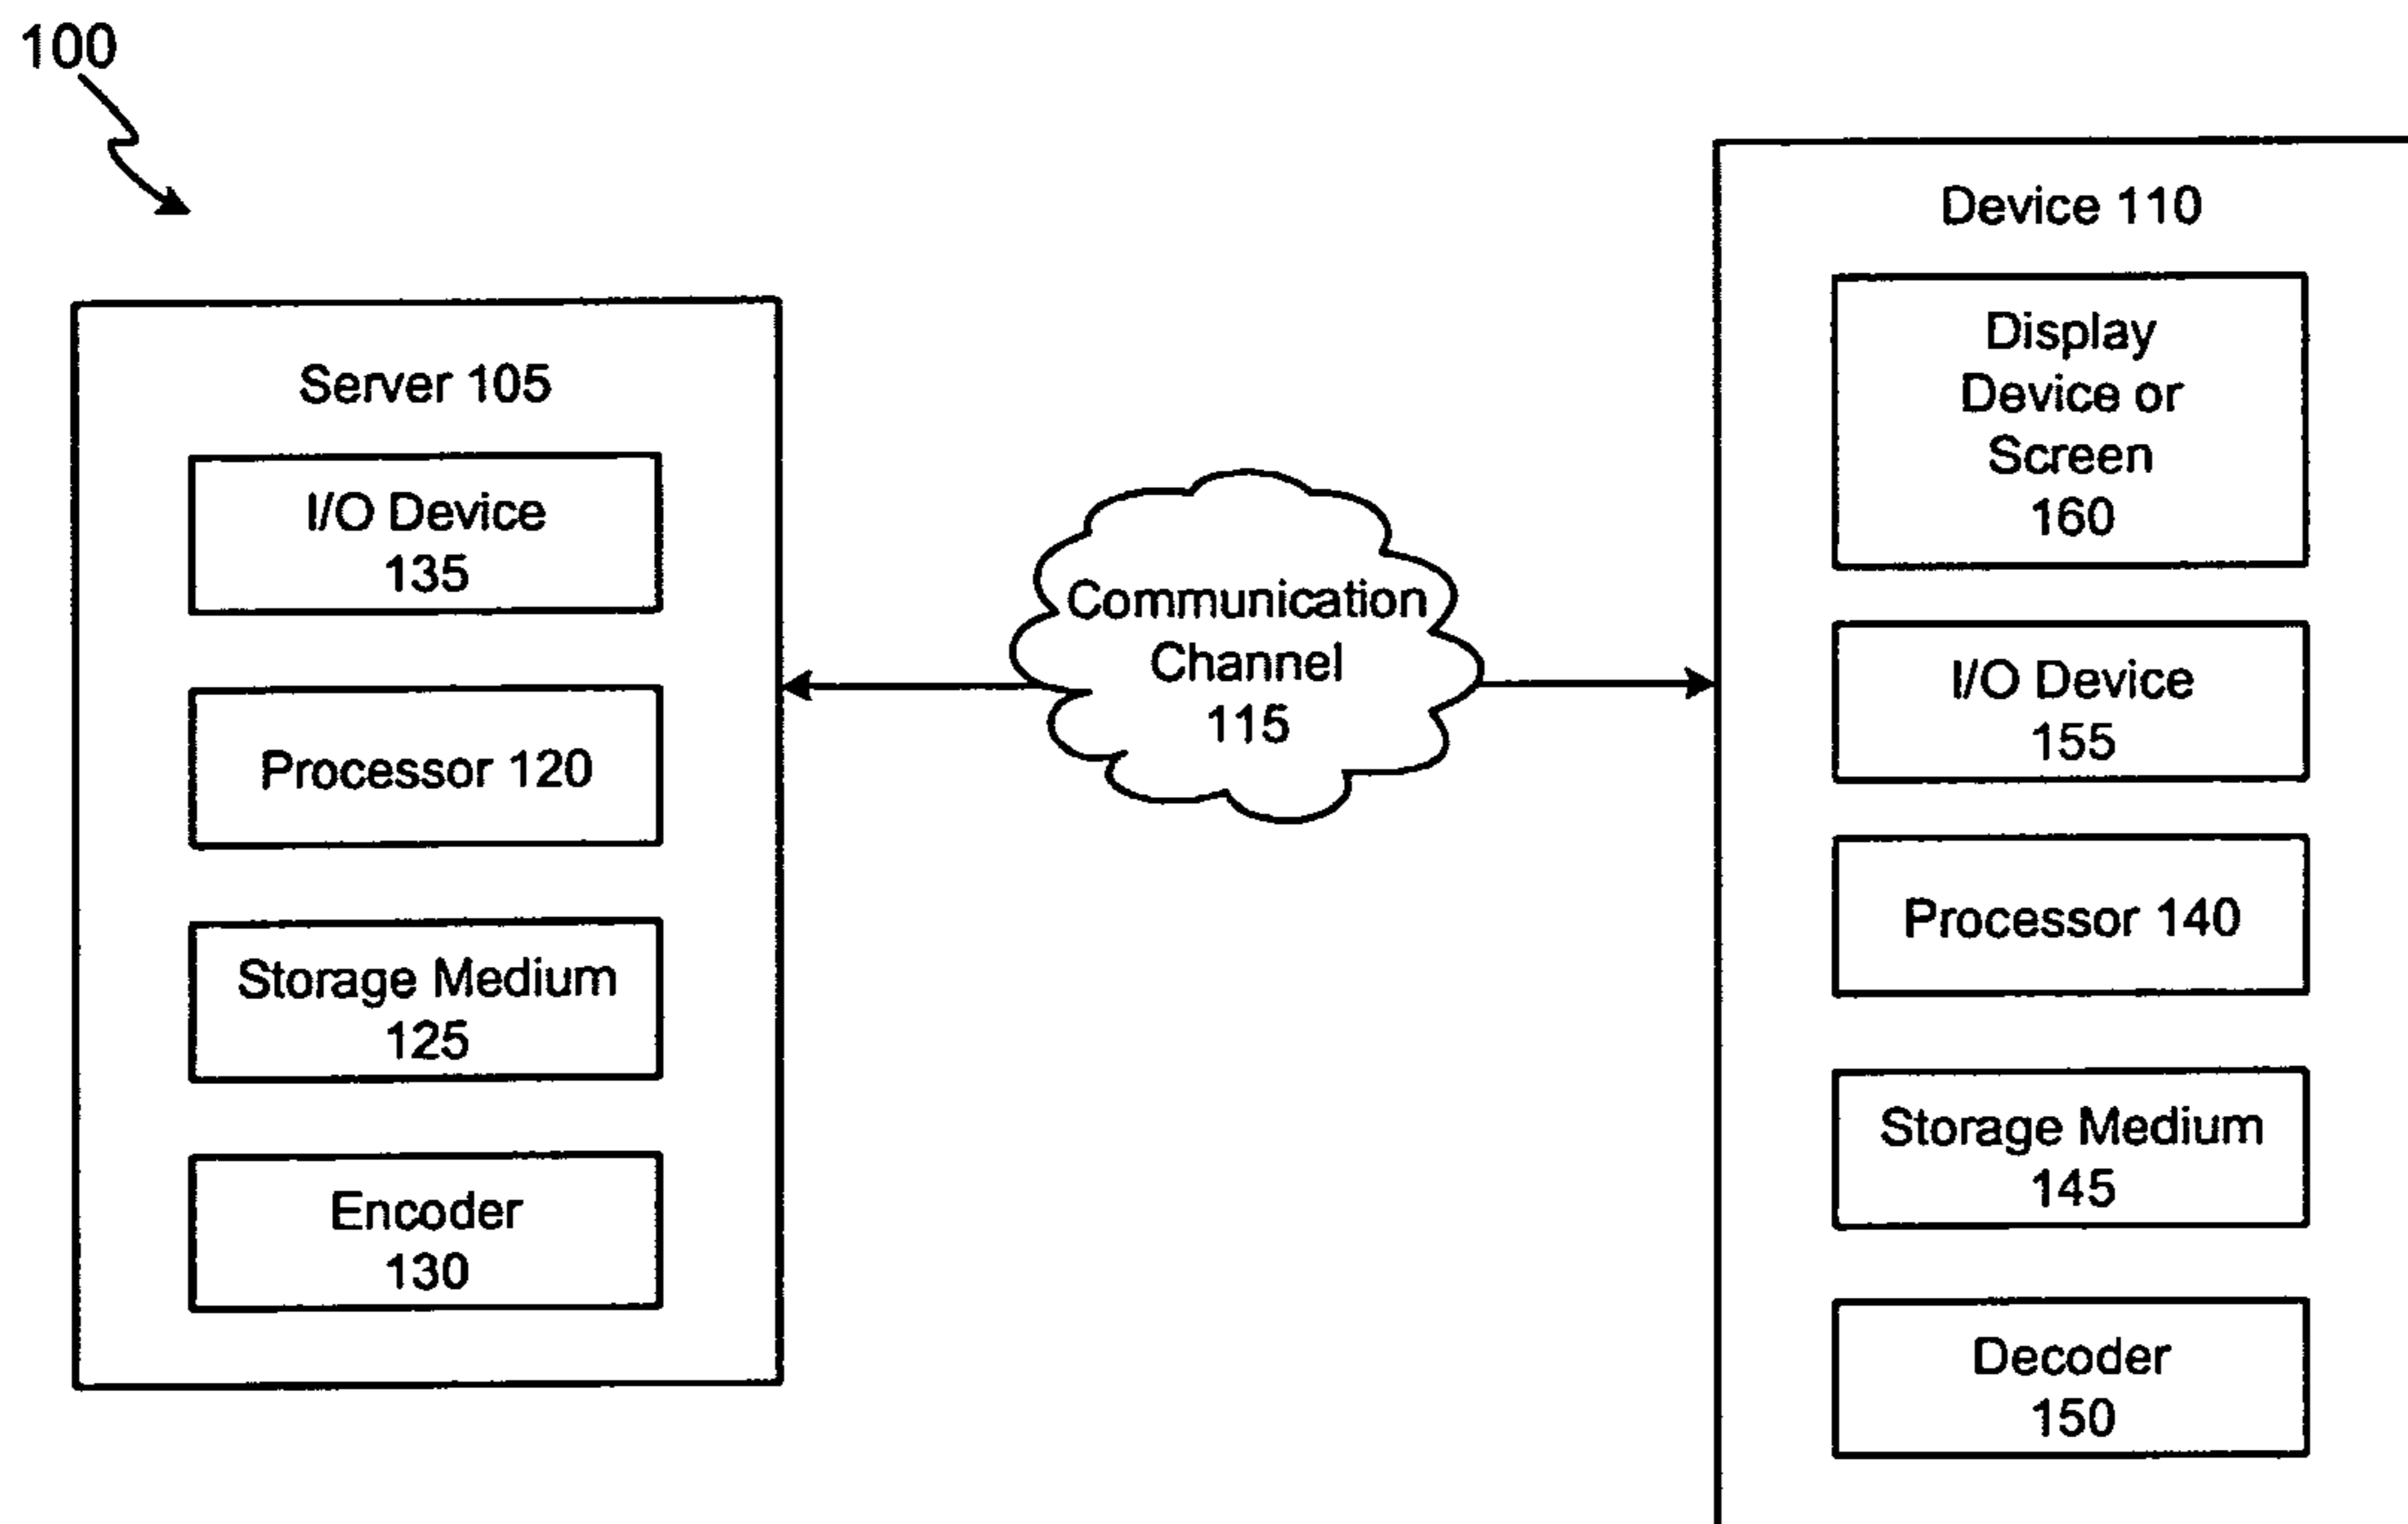 100
Server 105
I/O Device
135
Processor 120
Storage Medium
125
Encoder
130
Communication
Channel
115
Device 110
Display
Device or
Screen
160
I/O Device
155
Processor 140
Storage Medium
145
Decoder
150